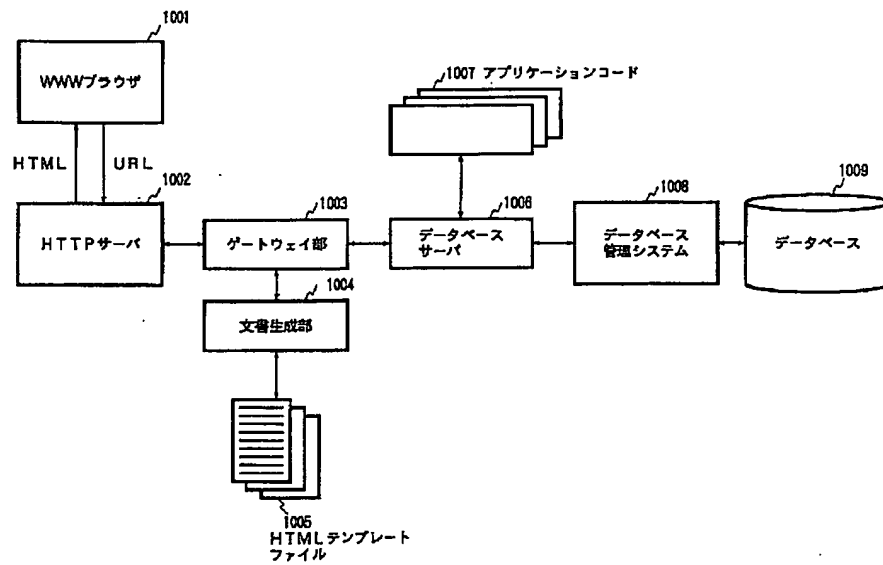 1001
WWWブラウザ
HTML
URL
1002
HTTPサーバ
1003
ゲートウェイ部
1004
文書生成部
1005
HTMLテンプレート
ファイル
1007 アプリケーションコード
1006
データベース
サーバ
1008
データベース
管理システム
1009
データベース